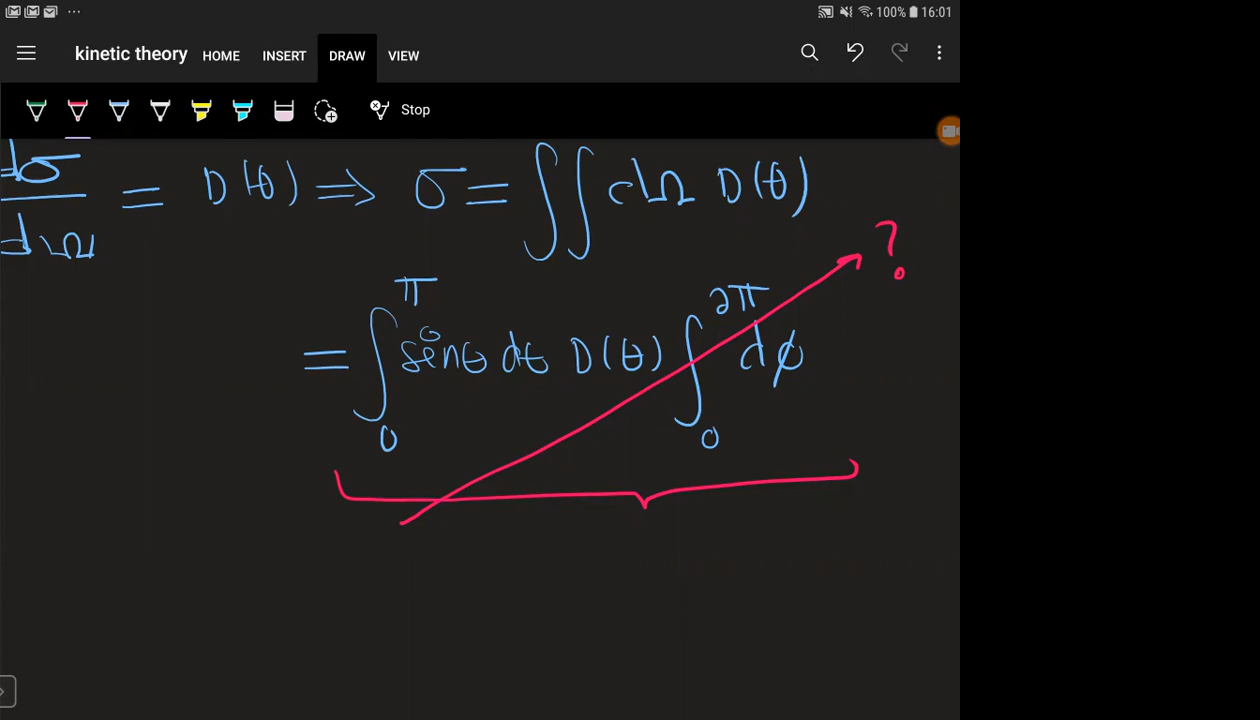 100% 16:01
kinetic theory HOME INSERT DRAW VIEW
Stop
dσ/dΩ = D(θ) ⇒ σ = ∫∫ dΩ D(θ)
?
= ∫₀^π sinθ dθ D(θ) ∫₀^2π dϕ